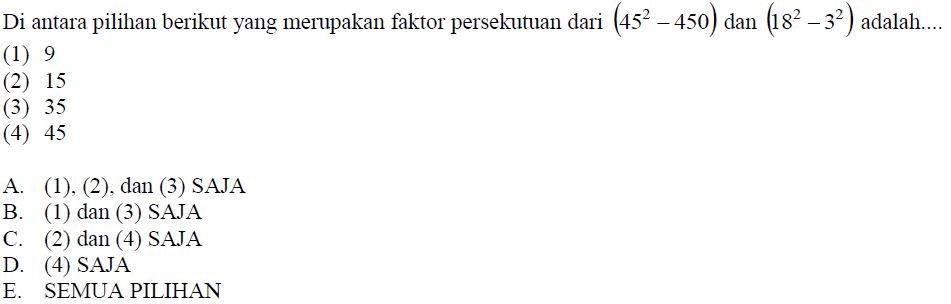 Di antara pilihan berikut yang merupakan faktor persekutuan dari (45² – 450) dan (18² – 3²) adalah....
(1) 9
(2) 15
(3) 35
(4) 45
A. (1), (2), dan (3) SAJA
B. (1) dan (3) SAJA
C. (2) dan (4) SAJA
D. (4) SAJA
E. SEMUA PILIHAN